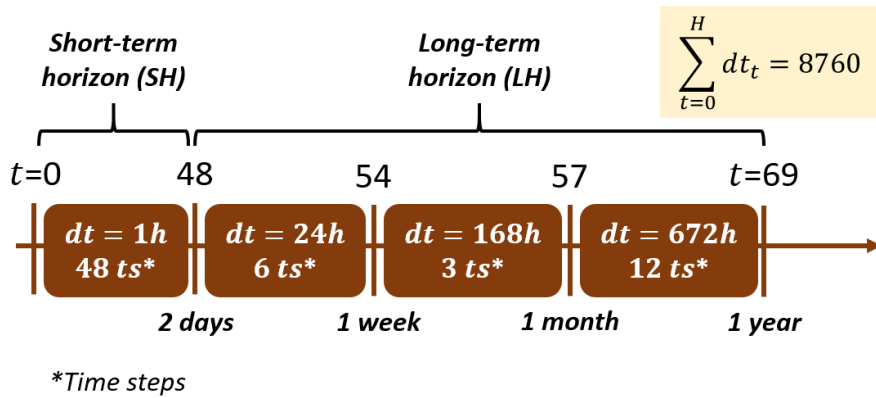 Short-term
horizon (SH)
Long-term
horizon (LH)
H
∑ dt_t = 8760
t=0
t=0
48
54
57
t=69
dt = 1h
48 ts*
dt = 24h
6 ts*
dt = 168h
3 ts*
dt = 672h
12 ts*
2 days
1 week
1 month
1 year
*Time steps